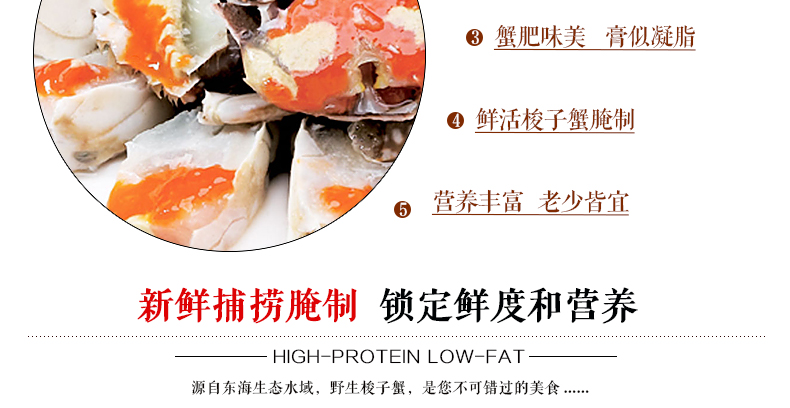 ③ 蟹肥味美 膏似凝脂
④ 鲜活梭子蟹腌制
⑤ 营养丰富 老少皆宜
新鲜捕捞腌制 锁定鲜度和营养
HIGH-PROTEIN LOW-FAT
源自东海生态水域，野生梭子蟹，是您不可错过的美食......